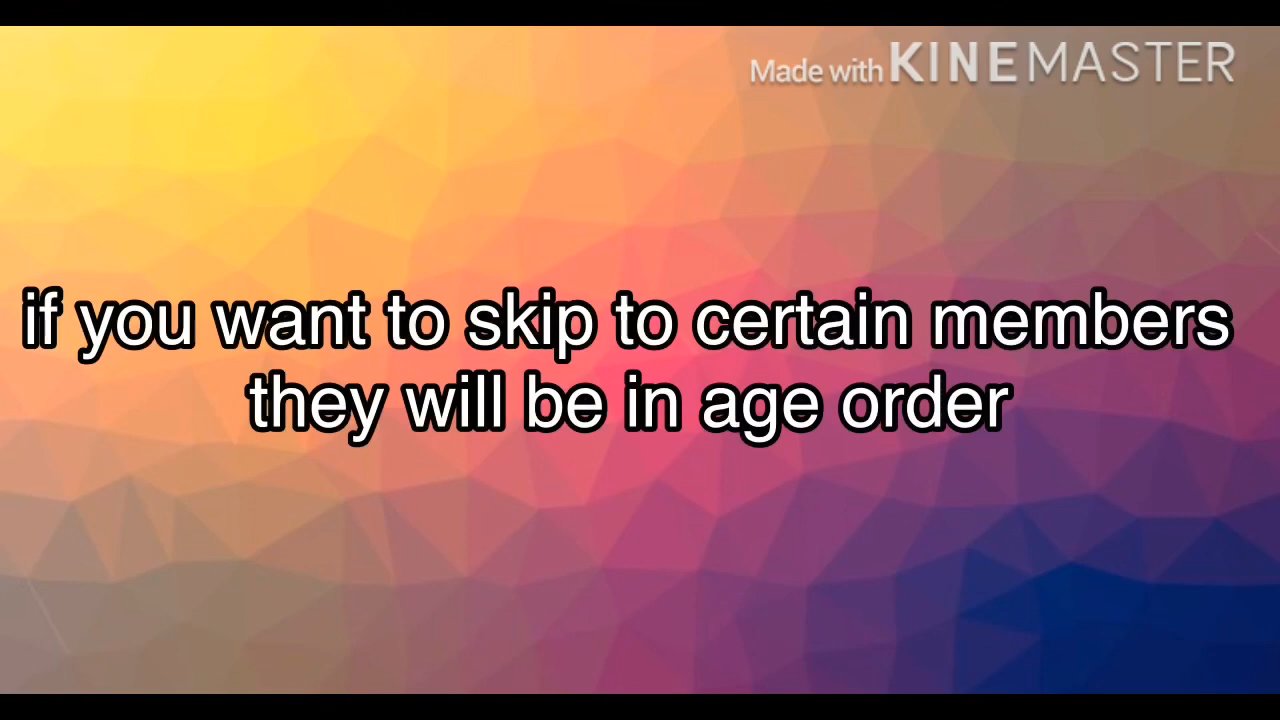 Made with KINEMASTER
if you want to skip to certain members
they will be in age order